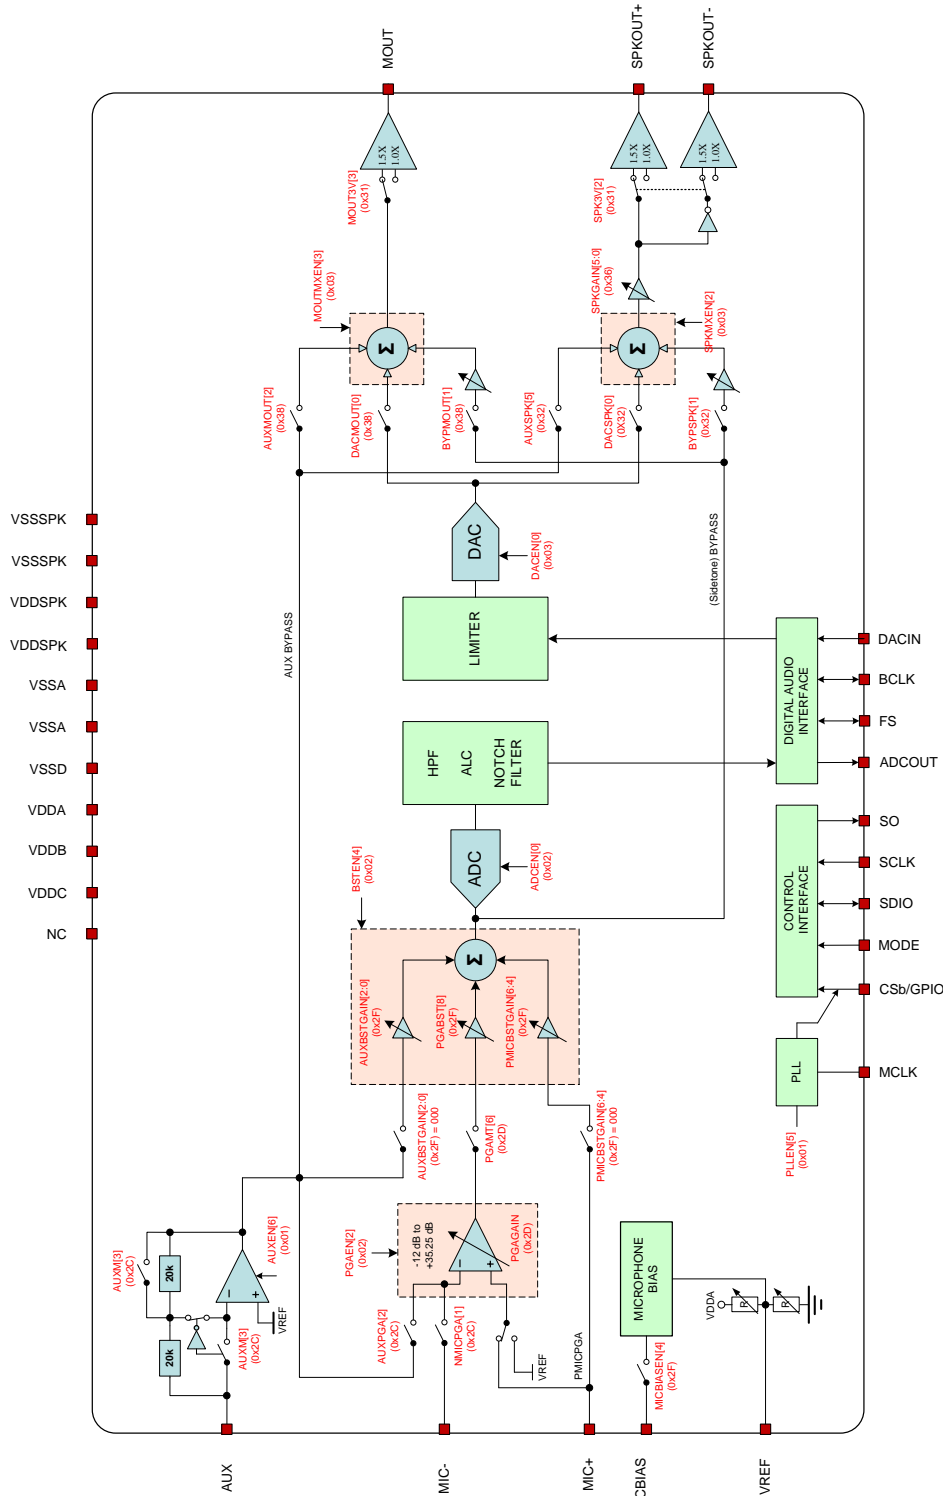 MOUT
SPKOUT+
SPKOUT-
1.5X
1.0X
1.5X
1.0X
1.5X
1.0X
MOUT3V[3]
(0x31)
SPK3V[2]
(0x31)
MOUTMXEN[3]
(0x03)
SPKGAIN[5:0]
(0x36)
SPKMXEN[2]
(0x03)
Σ
Σ
AUXMOUT[2]
(0x38)
DACMOUT[0]
(0x38)
BYPMOUT[1]
(0x38)
AUXSPK[5]
(0x32)
DACSPK[0]
(0X32)
BYPSPK[1]
(0x32)
VSSSPK
VSSSPK
VDDSPK
VDDSPK
VSSA
VSSA
VSSD
VDDA
VDDB
VDDC
NC
DAC
DACEN[0]
(0x03)
AUX BYPASS
(Sidetone) BYPASS
LIMITER
DIGITAL AUDIO
INTERFACE
DACIN
BCLK
FS
ADCOUT
HPF
ALC
NOTCH
FILTER
ADC
ADCEN[0]
(0x02)
CONTROL
INTERFACE
SO
SCLK
SDIO
MODE
CSb/GPIO
BSTEN[4]
(0x02)
Σ
AUXBSTGAIN[2:0]
(0x2F)
PGABST[8]
(0x2F)
PMICBSTGAIN[6:4]
(0x2F)
PLL
MCLK
PLLEN[5]
(0x01)
AUXBSTGAIN[2:0]
(0x2F) = 000
PGAMT[6]
(0x2D)
PMICBSTGAIN[6:4]
(0x2F) = 000
AUXM[3]
(0x2C)
20k
20k
AUXEN[6]
(0x01)
VREF
AUXM[3]
(0x2C)
PGAEN[2]
(0x02)
-12 dB to
+35.25 dB
PGAGAIN
(0x2D)
AUXPGA[2]
(0x2C)
NMICPGA[1]
(0x2C)
VREF
PMICPGA
MICROPHONE
BIAS
MICBIASEN[4]
(0x2F)
VDDA
R
R
AUX
MIC-
MIC+
CBIAS
VREF